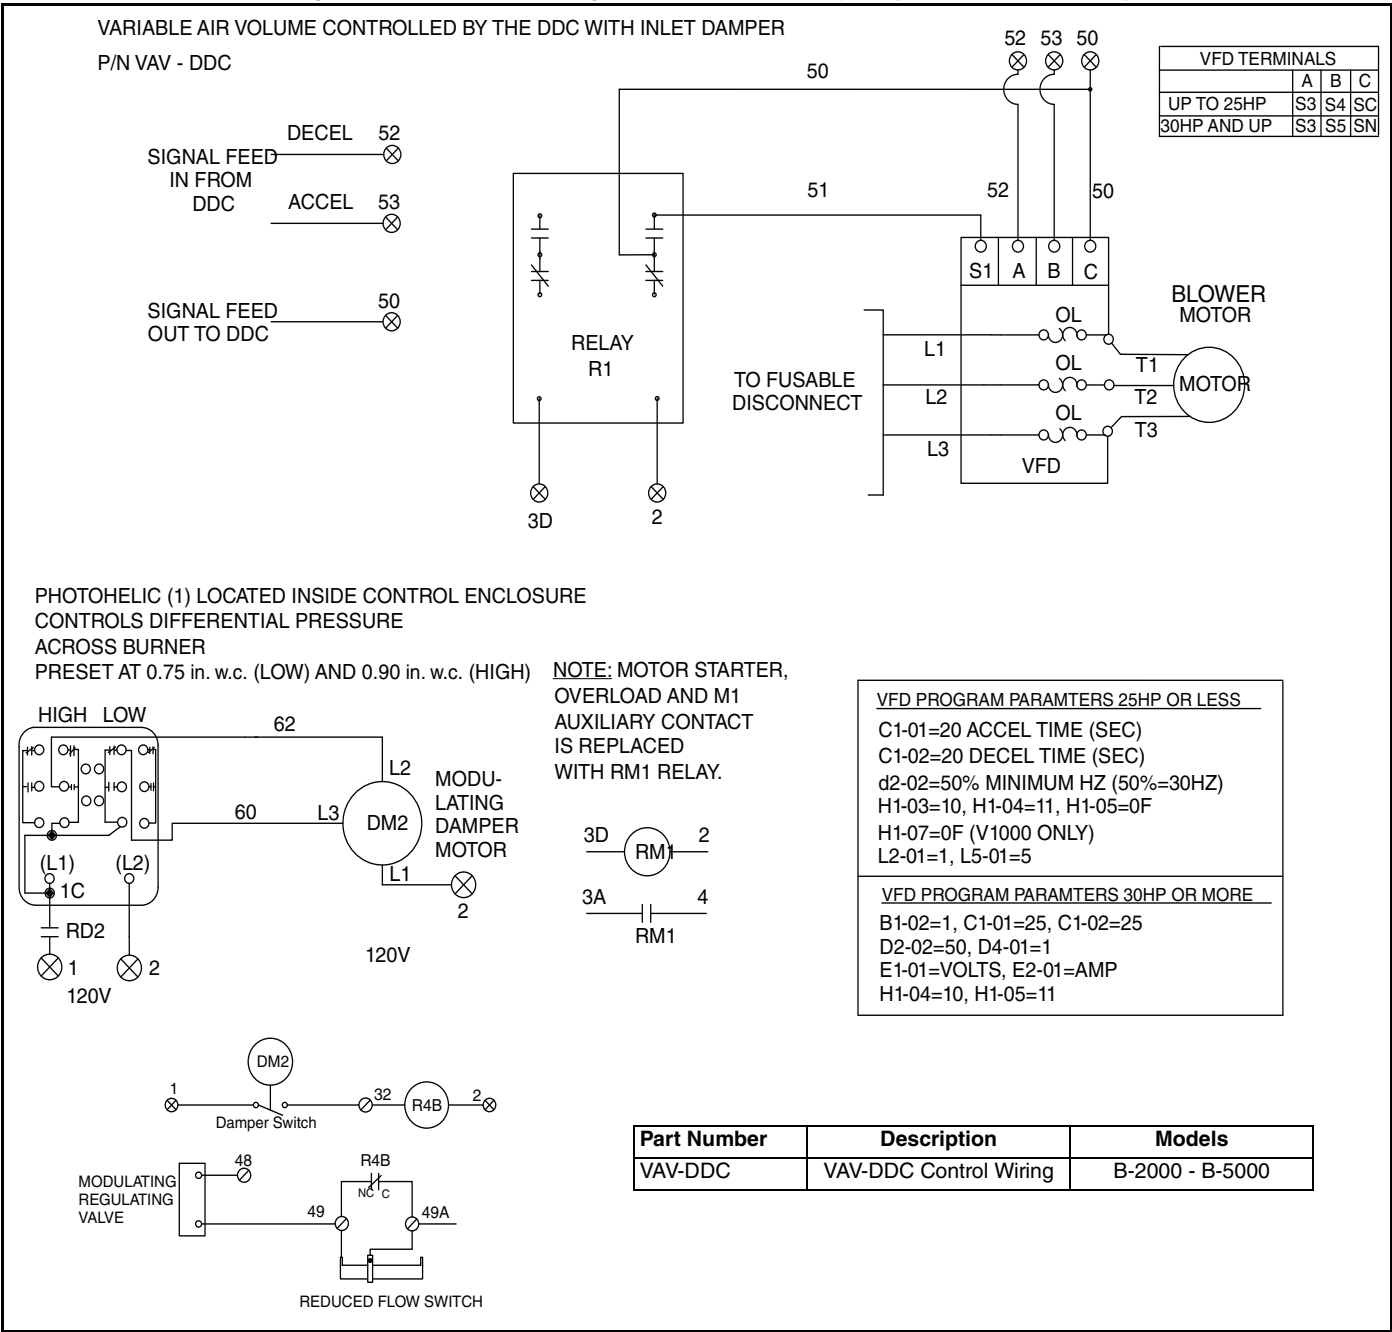 VARIABLE AIR VOLUME CONTROLLED BY THE DDC WITH INLET DAMPER
P/N VAV - DDC
52 53 50
50
VFD TERMINALS
A B C
UP TO 25HP S3 S4 SC
30HP AND UP S3 S5 SN
DECEL 52
SIGNAL FEED
IN FROM
DDC
ACCEL 53
51
52
50
S1 A B C
SIGNAL FEED
OUT TO DDC
50
RELAY
R1
BLOWER
MOTOR
OL
L1
T1
TO FUSABLE
DISCONNECT
OL
L2
T2
MOTOR
OL
L3
T3
VFD
3D
2
PHOTOHELIC (1) LOCATED INSIDE CONTROL ENCLOSURE
CONTROLS DIFFERENTIAL PRESSURE
ACROSS BURNER
PRESET AT 0.75 in. w.c. (LOW) AND 0.90 in. w.c. (HIGH)
NOTE: MOTOR STARTER,
OVERLOAD AND M1
AUXILIARY CONTACT
IS REPLACED
WITH RM1 RELAY.
HIGH LOW
62
L2
60
L3
DM2
MODU-
LATING
DAMPER
MOTOR
L1
2
(L1) (L2)
1C
RD2
1
2
120V
120V
3D RM1 2
3A 4
RM1
VFD PROGRAM PARAMTERS 25HP OR LESS
C1-01=20 ACCEL TIME (SEC)
C1-02=20 DECEL TIME (SEC)
d2-02=50% MINIMUM HZ (50%=30HZ)
H1-03=10, H1-04=11, H1-05=0F
H1-07=0F (V1000 ONLY)
L2-01=1, L5-01=5
VFD PROGRAM PARAMTERS 30HP OR MORE
B1-02=1, C1-01=25, C1-02=25
D2-02=50, D4-01=1
E1-01=VOLTS, E2-01=AMP
H1-04=10, H1-05=11
DM2
1
32
R4B
2
Damper Switch
MODULATING
REGULATING
VALVE
48
R4B
NC C
49
49A
REDUCED FLOW SWITCH
Part Number Description Models
VAV-DDC VAV-DDC Control Wiring B-2000 - B-5000